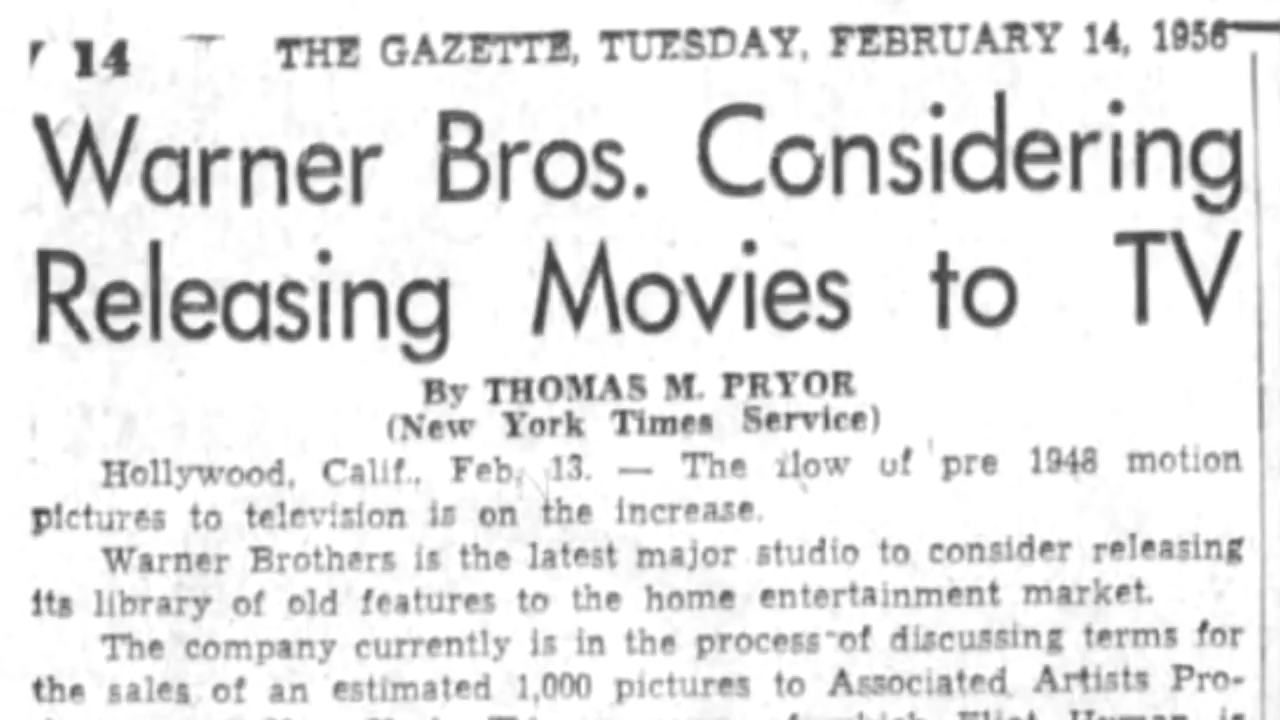 14 THE GAZETTE, TUESDAY, FEBRUARY 14, 1956
Warner Bros. Considering
Releasing Movies to TV
By THOMAS M. PRYOR
(New York Times Service)
Hollywood, Calif., Feb. 13. — The flow of pre 1948 motion
pictures to television is on the increase.
Warner Brothers is the latest major studio to consider releasing
its library of old features to the home entertainment market.
The company currently is in the process of discussing terms for
the sales of an estimated 1,000 pictures to Associated Artists Pro-